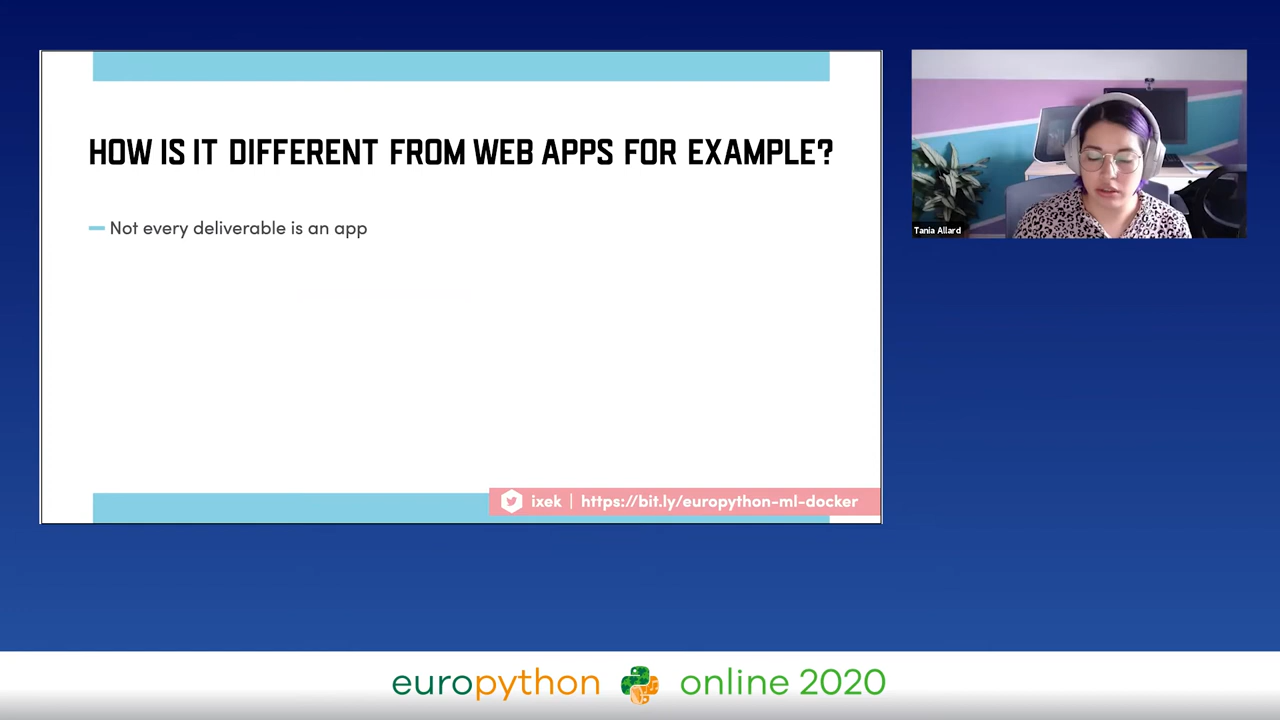 HOW IS IT DIFFERENT FROM WEB APPS FOR EXAMPLE?
Not every deliverable is an app
ixek | https://bit.ly/europython-ml-docker
Tania Allard
europython online 2020